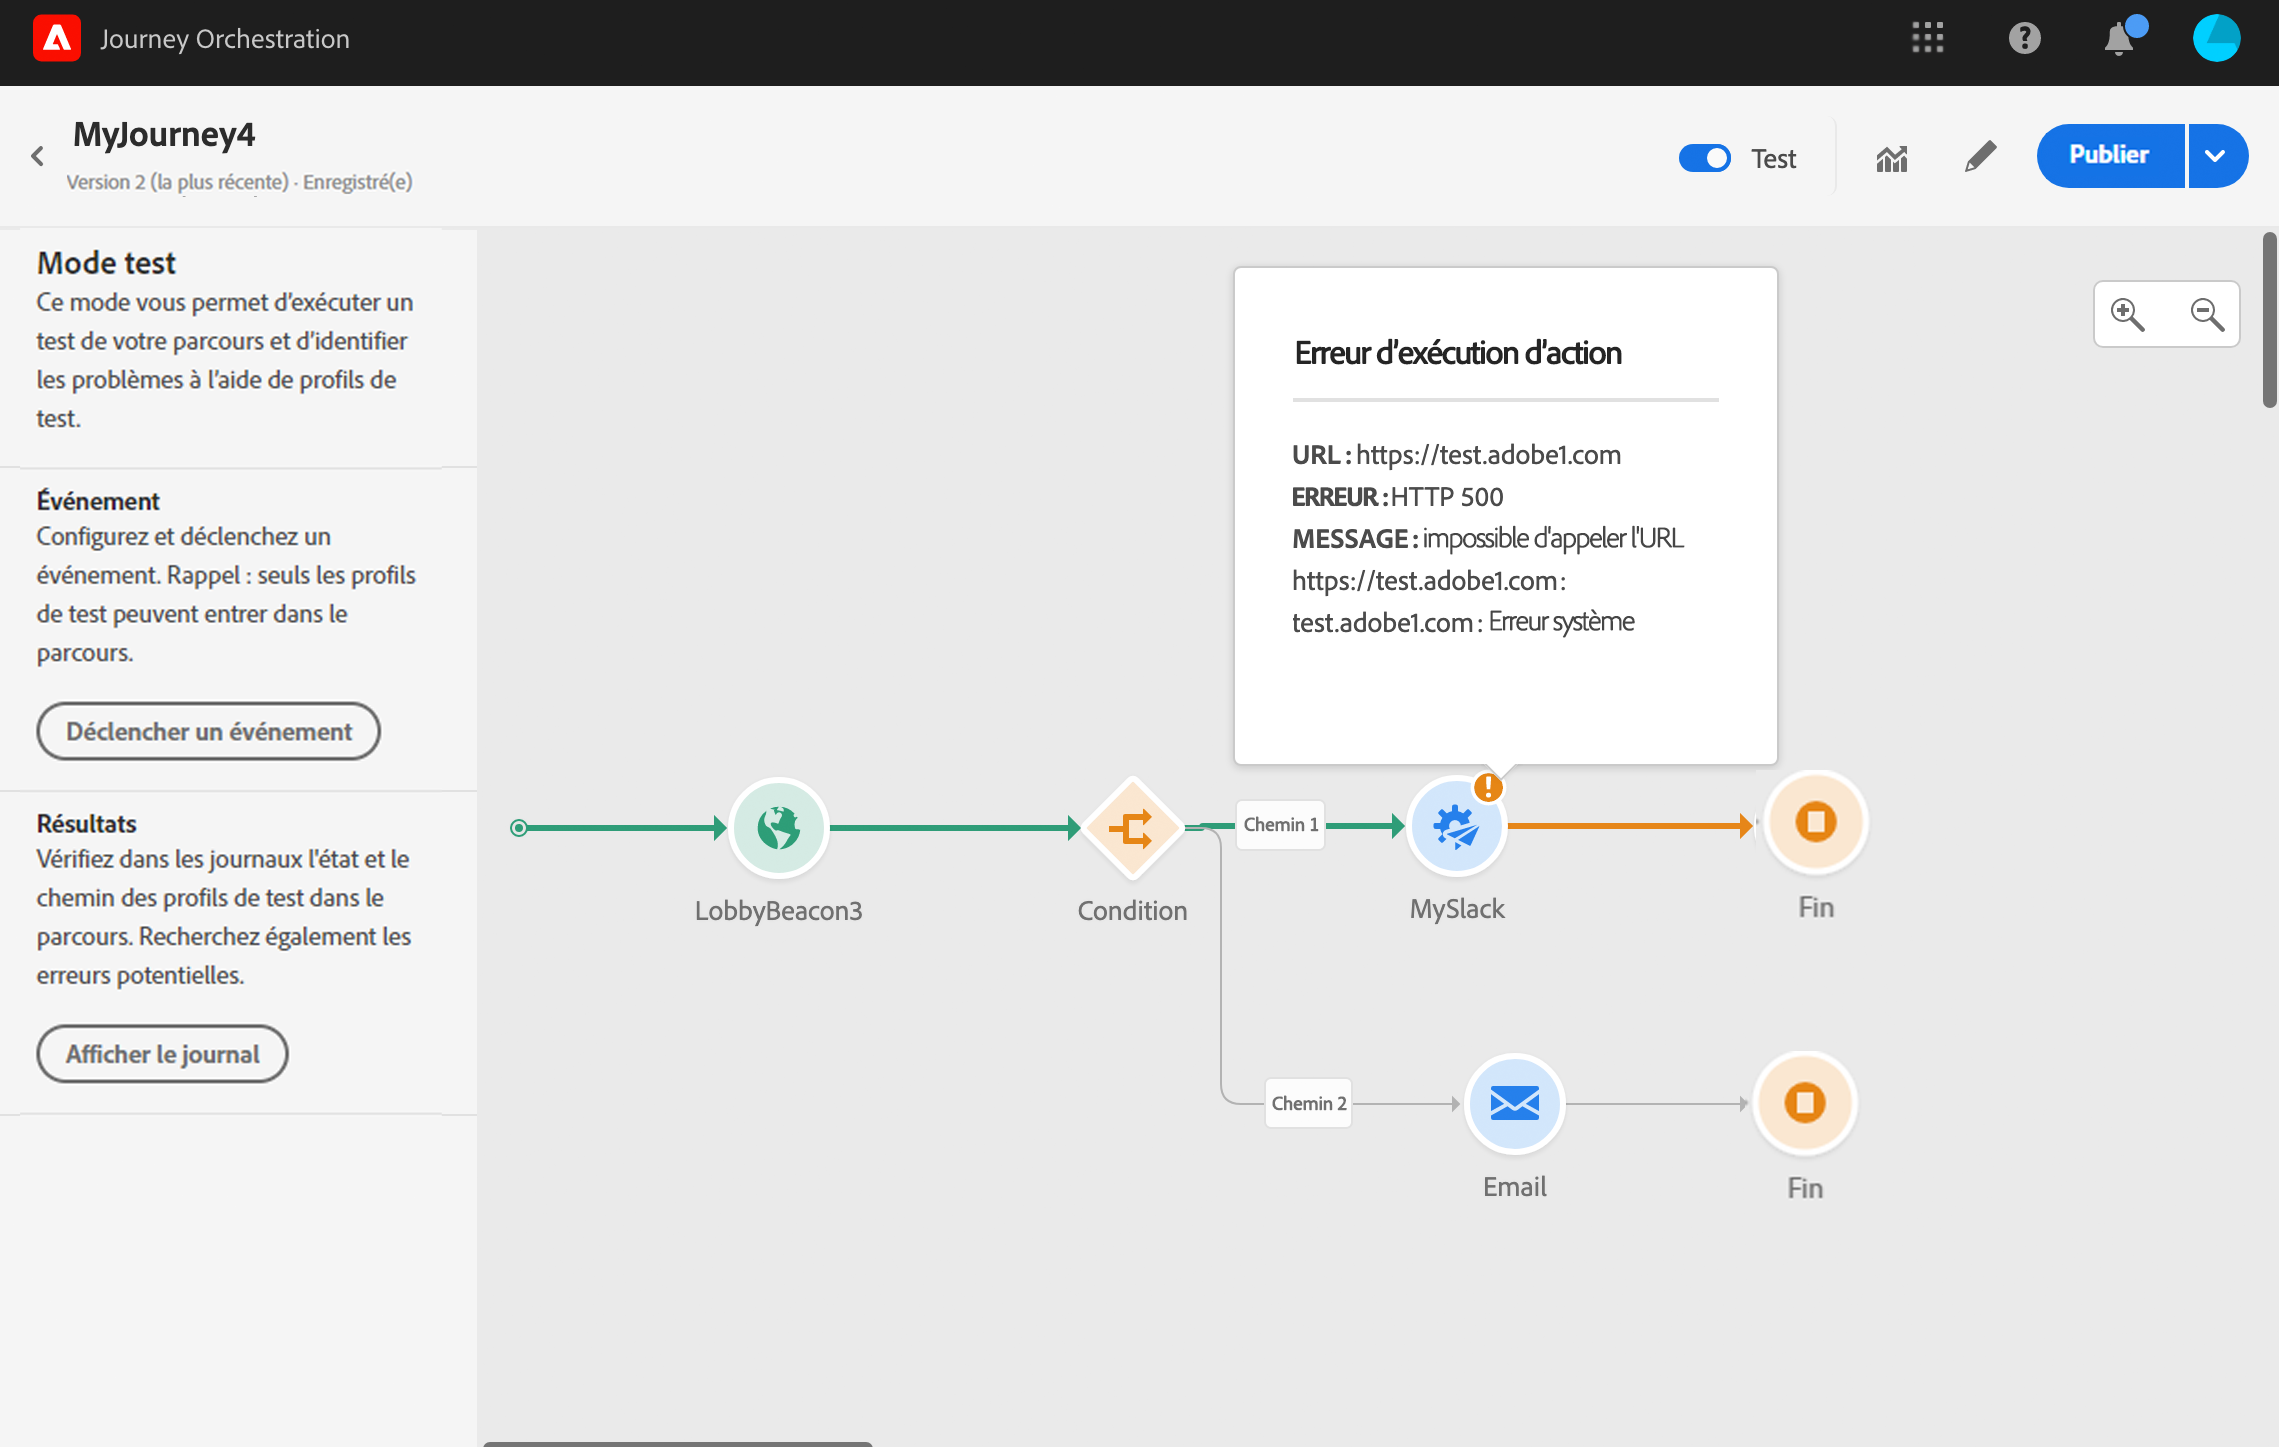 Journey Orchestration
MyJourney4
Version 2 (la plus récente) · Enregistré(e)
Test
Publier
Mode test
Ce mode vous permet d'exécuter un
test de votre parcours et d'identifier
les problèmes à l'aide de profils de
test.
Événement
Configurez et déclenchez un
événement. Rappel : seuls les profils
de test peuvent entrer dans le
parcours.
Déclencher un événement
Résultats
Vérifiez dans les journaux l'état et le
chemin des profils de test dans le
parcours. Recherchez également les
erreurs potentielles.
Afficher le journal
Erreur d'exécution d'action
URL : https://test.adobe1.com
ERREUR : HTTP 500
MESSAGE : impossible d'appeler l'URL
https://test.adobe1.com :
test.adobe1.com : Erreur système
LobbyBeacon3
Condition
Chemin 1
MySlack
Fin
Chemin 2
Email
Fin